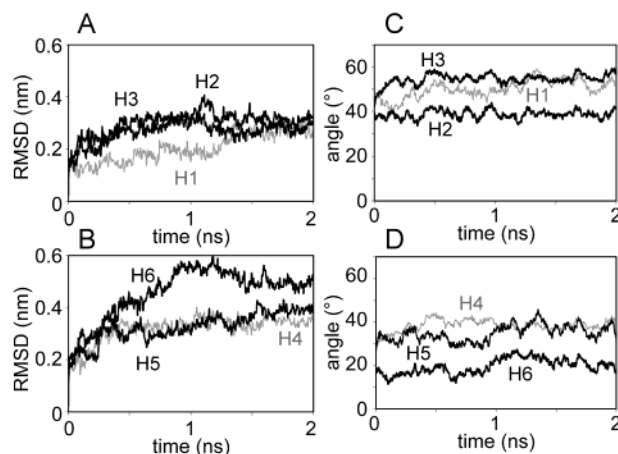 A
0.6
0.4
0.2
0
RMSD (nm)
H3
H2
H1
0 1 2
time (ns)
C
60
40
20
0
angle (°)
H3
H1
H2
0 1 2
time (ns)
B
0.6
0.4
0.2
0
RMSD (nm)
H6
H5
H4
0 1 2
time (ns)
D
60
40
20
0
angle (°)
H4
H5
H6
0 1 2
time (ns)